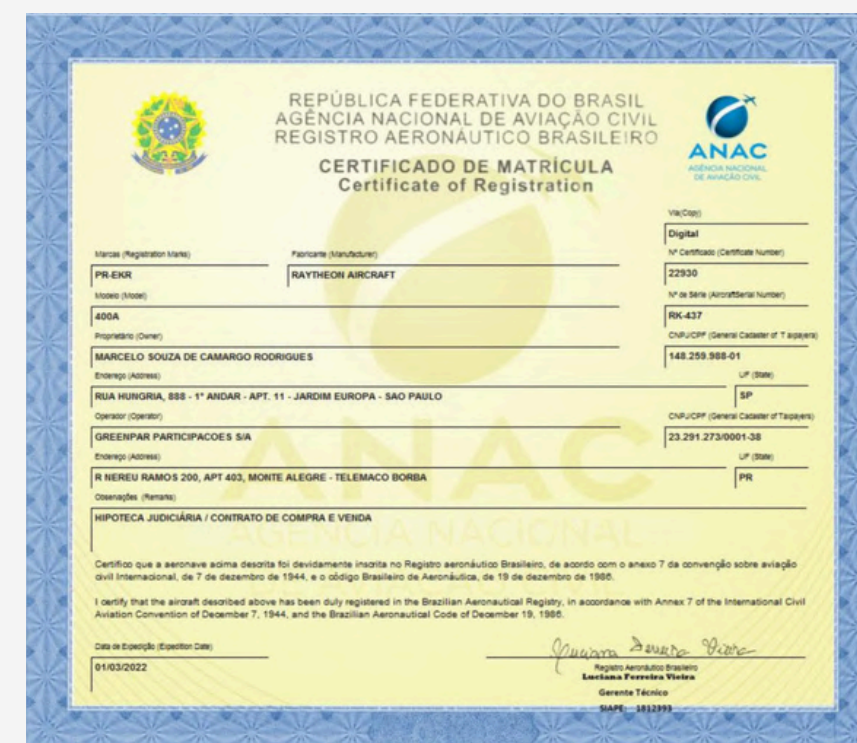 REPÚBLICA FEDERATIVA DO BRASIL
AGÊNCIA NACIONAL DE AVIAÇÃO CIVIL
REGISTRO AERONÁUTICO BRASILEIRO
CERTIFICADO DE MATRÍCULA
Certificate of Registration
ANAC
AGÊNCIA NACIONAL
DE AVIAÇÃO CIVIL
Via(Copy)
Digital
Marcas (Registration Marks)
Fabricante (Manufacturer)
Nº Certificado (Certificate Number)
PR-EKR
RAYTHEON AIRCRAFT
22930
Modelo (Model)
Nº de Série (AircraftSerial Number)
400A
RK-437
Proprietário (Owner)
CNPJ/CPF (General Cadaster of Taxpayers)
MARCELO SOUZA DE CAMARGO RODRIGUES
148.259.988-01
Endereço (Address)
UF (State)
RUA HUNGRIA, 888 - 1° ANDAR - APT. 11 - JARDIM EUROPA - SAO PAULO
SP
Operador (Operator)
CNPJ/CPF (General Cadaster of Taxpayers)
GREENPAR PARTICIPACOES S/A
23.291.273/0001-38
Endereço (Address)
UF (State)
R NEREU RAMOS 200, APT 403, MONTE ALEGRE - TELEMACO BORBA
PR
Observações (Remarks)
HIPOTECA JUDICIÁRIA / CONTRATO DE COMPRA E VENDA
ANAC
AGÊNCIA NACIONAL
Certifico que a aeronave acima descrita foi devidamente inscrita no Registro aeronáutico Brasileiro, de acordo com o anexo 7 da convenção sobre aviação
civil Internacional, de 7 de dezembro de 1944, e o código Brasileiro de Aeronáutica, de 19 de dezembro de 1986.
I certify that the aircraft described above has been duly registered in the Brazilian Aeronautical Registry, in accordance with Annex 7 of the International Civil
Aviation Convention of December 7, 1944, and the Brazilian Aeronautical Code of December 19, 1986.
Data de Expedição (Expedition Date)
01/03/2022
Luciana Ferreira Vieira
Registro Aeronáutico Brasileiro
Luciana Ferreira Vieira
Gerente Técnico
SIAPE: 1812993